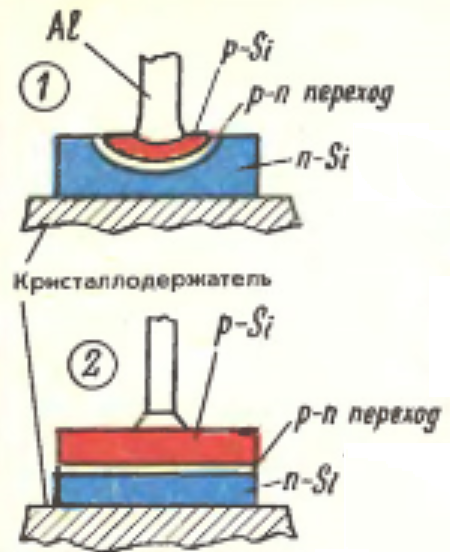 Al
p-Si
1
p-n переход
n-Si
Кристаллодержатель
p-Si
2
p-n переход
n-Si